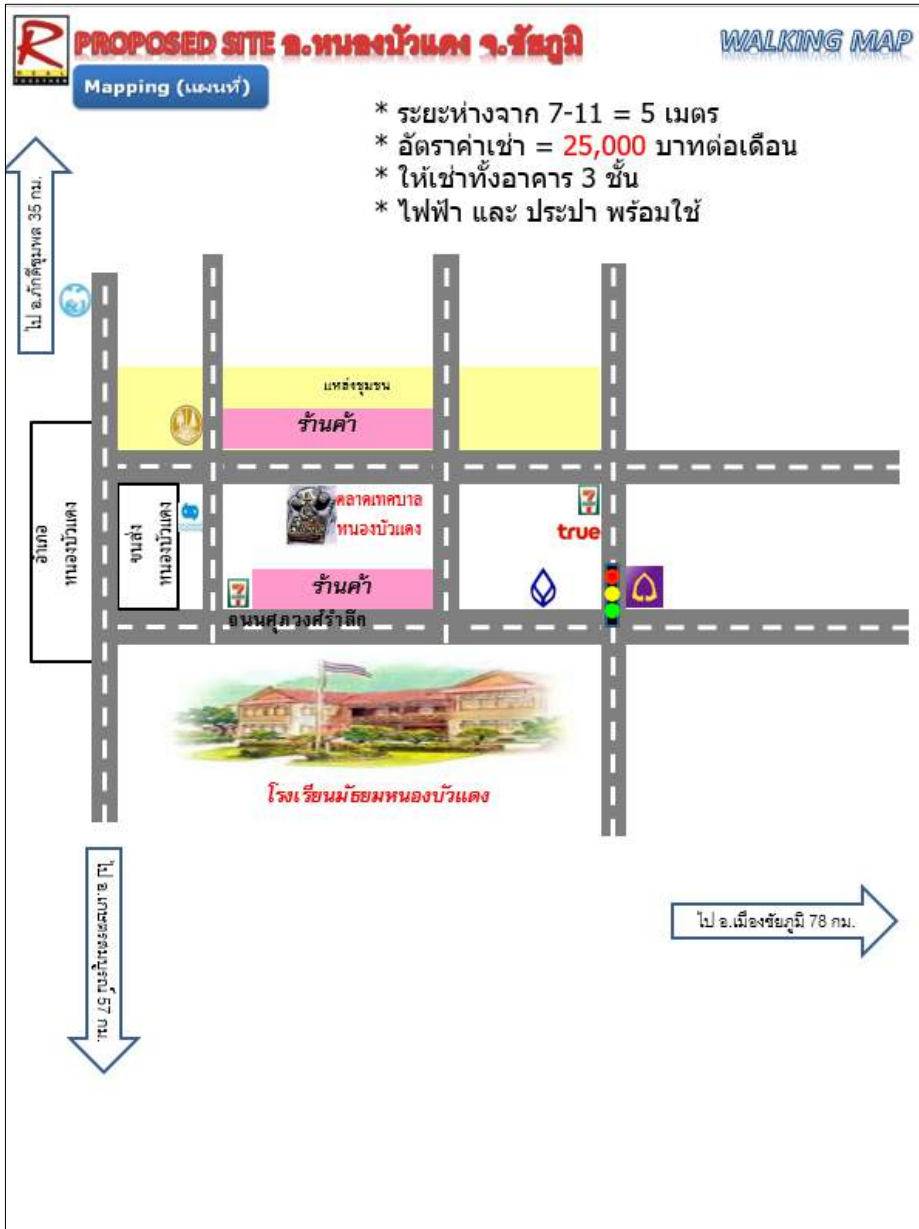 R
REAL
TOGETHER
PROPOSED SITE อ.หนองบัวแดง จ.ชัยภูมิ
WALKING MAP
Mapping (แผนที่)
* ระยะห่างจาก 7-11 = 5 เมตร
* อัตราค่าเช่า = 25,000 บาทต่อเดือน
* ให้เช่าทั้งอาคาร 3 ชั้น
* ไฟฟ้า และ ประปา พร้อมใช้
ไป อ.ภักดีชุมพล 35 กม.
แหล่งชุมชน
ร้านค้า
อำเภอ
หนองบัวแดง
ขนส่ง
หนองบัวแดง
ตลาดเทศบาล
หนองบัวแดง
7
true
7
ร้านค้า
ถนนศุภวงศ์รำลึก
โรงเรียนมัธยมหนองบัวแดง
ไป อ.เมืองชัยภูมิ 78 กม.
ไป อ.เกษตรสมบูรณ์ 57 กม.